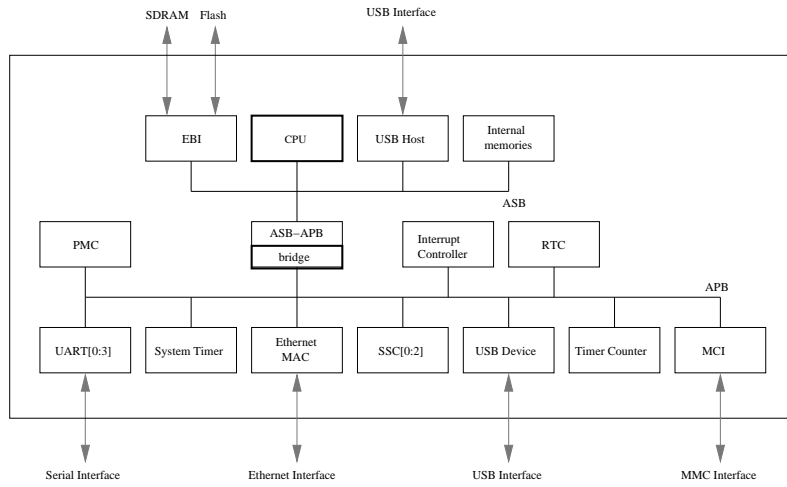 SDRAM Flash USB Interface
EBI CPU USB Host Internal
memories
ASB
PMC ASB−APB Interrupt RTC
bridge Controller
APB
UART[0:3] System Timer Ethernet SSC[0:2] USB Device Timer Counter MCI
MAC
Serial Interface Ethernet Interface USB Interface MMC Interface